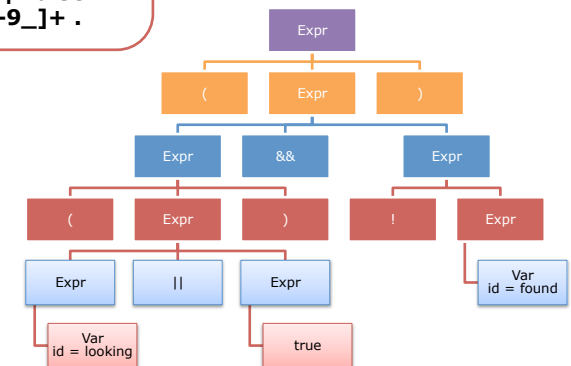 -9_]+ .
Expr
( Expr )
Expr && Expr
( Expr ) ! Expr
Expr || Expr
Var
id = found
Var
id = looking
true